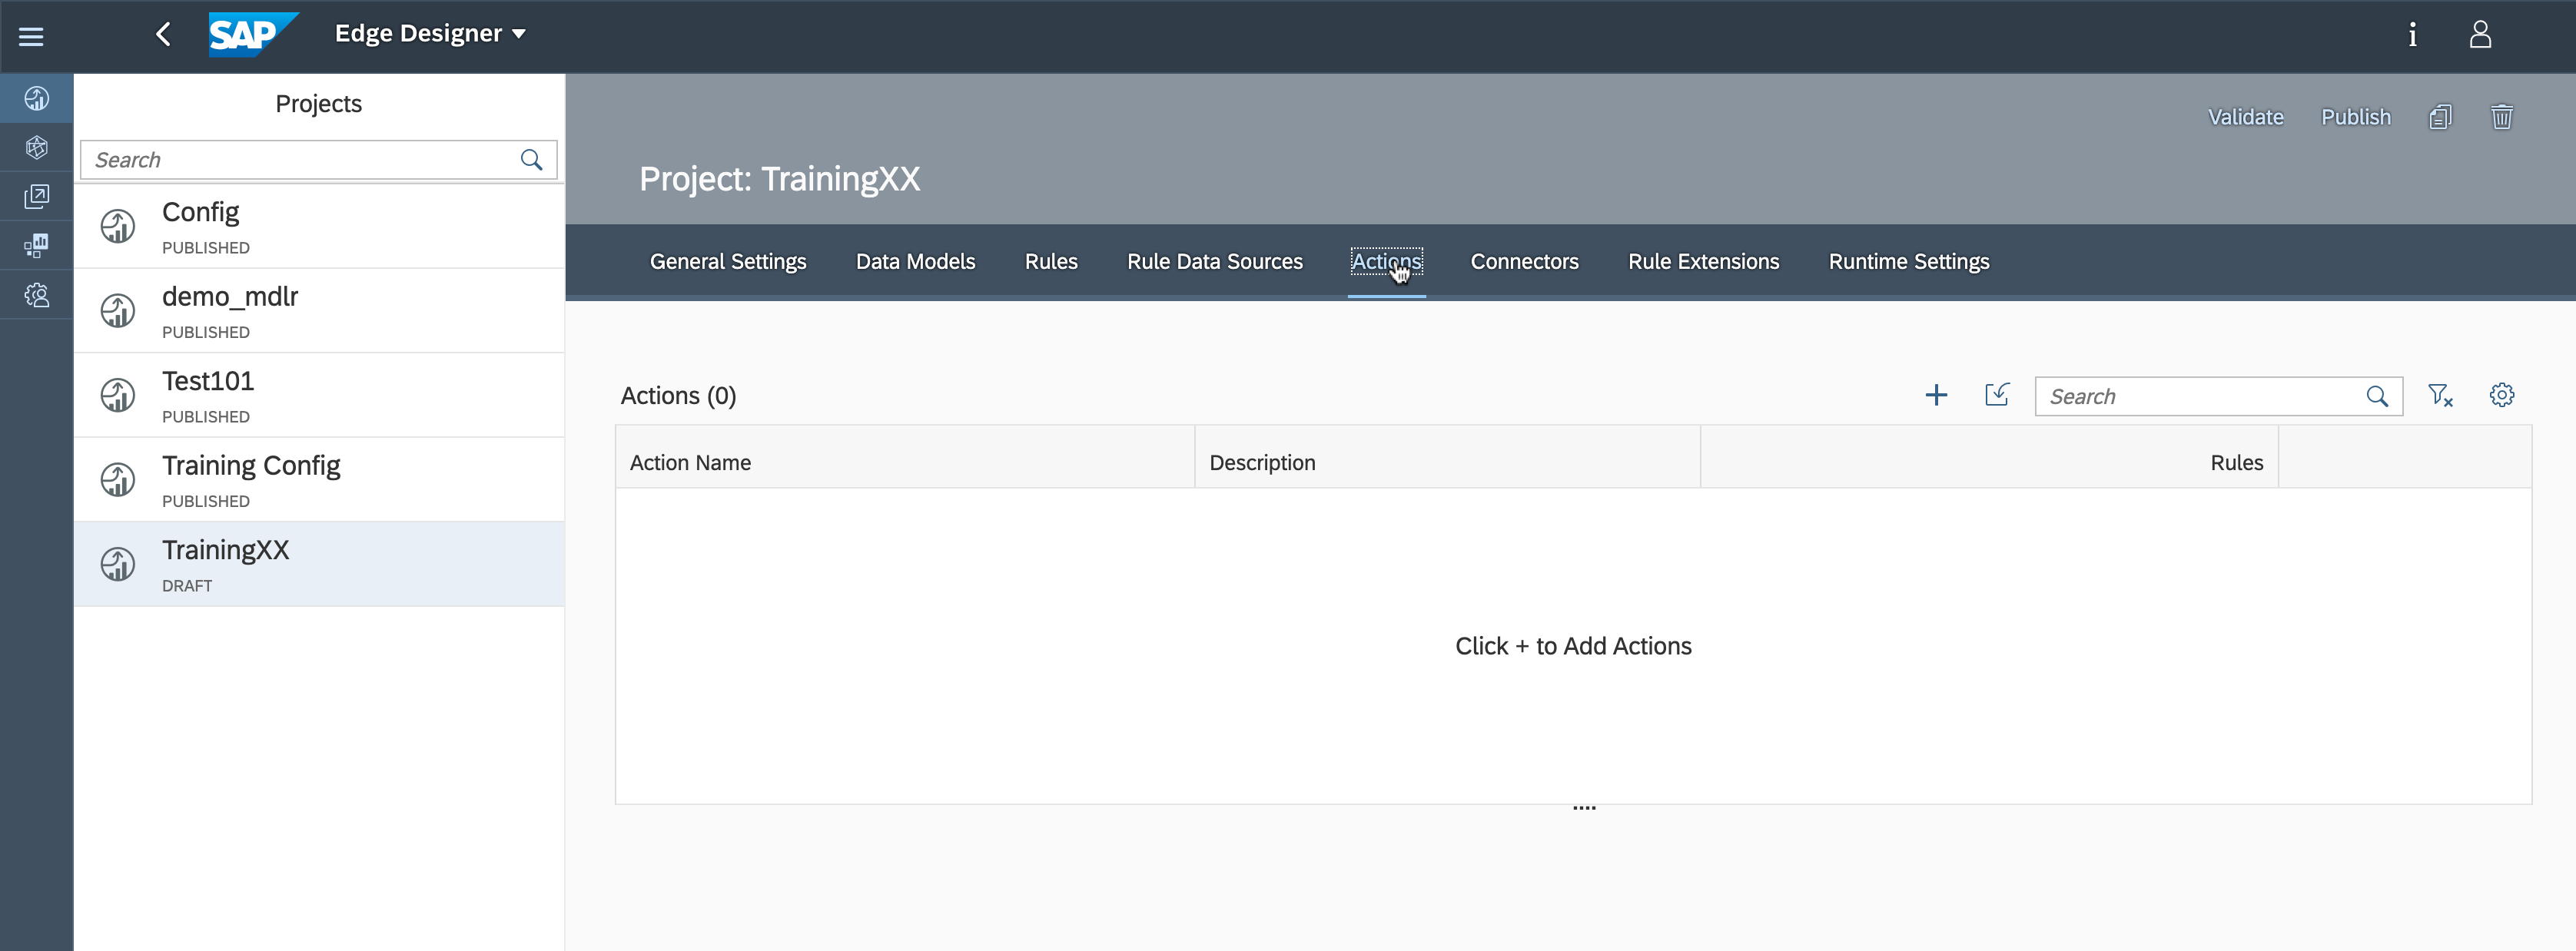 SAP Edge Designer
i
Projects
Search
Config
PUBLISHED
demo_mdlr
PUBLISHED
Test101
PUBLISHED
Training Config
PUBLISHED
TrainingXX
DRAFT
Validate Publish
Project: TrainingXX
General Settings Data Models Rules Rule Data Sources Actions Connectors Rule Extensions Runtime Settings
Actions (0)
Search
Action Name Description Rules
Click + to Add Actions